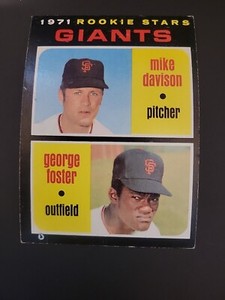 1971 ROOKIE STARS
GIANTS
mike
davison
pitcher
george
foster
outfield